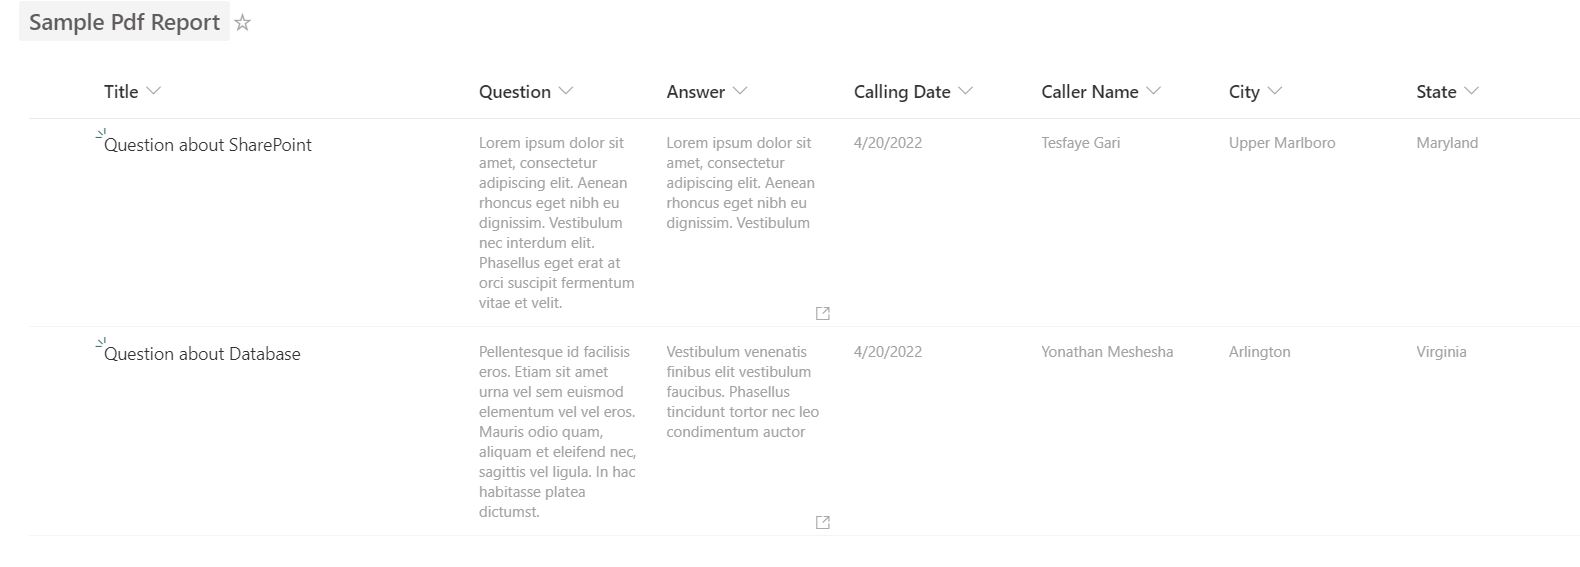 Sample Pdf Report
Title Question Answer Calling Date Caller Name City State
Question about SharePoint
Lorem ipsum dolor sit
amet, consectetur
adipiscing elit. Aenean
rhoncus eget nibh eu
dignissim. Vestibulum
nec interdum elit.
Phasellus eget erat at
orci suscipit fermentum
vitae et velit.
Lorem ipsum dolor sit
amet, consectetur
adipiscing elit. Aenean
rhoncus eget nibh eu
dignissim. Vestibulum
4/20/2022
Tesfaye Gari
Upper Marlboro
Maryland
Question about Database
Pellentesque id facilisis
eros. Etiam sit amet
urna vel sem euismod
elementum vel vel eros.
Mauris odio quam,
aliquam et eleifend nec,
sagittis vel ligula. In hac
habitasse platea
dictumst.
Vestibulum venenatis
finibus elit vestibulum
faucibus. Phasellus
tincidunt tortor nec leo
condimentum auctor
4/20/2022
Yonathan Meshesha
Arlington
Virginia